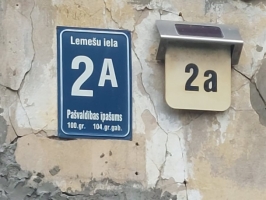 Lemešu iela
2A
Pašvaldības īpašums
100.gr. 104.gr.gab.
2a